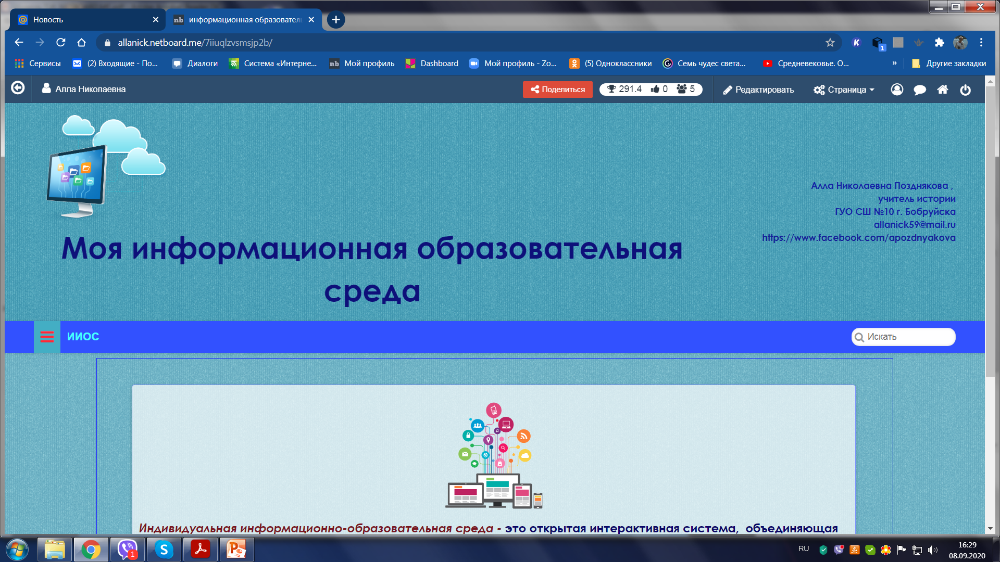 Новость
информационная образовател
allanick.netboard.me/7iiuqlzvsmsjp2b/
Сервисы
(2) Входящие - По...
Диалоги
Система «Интерне...
Мой профиль
Dashboard
Мой профиль - Zo...
(5) Одноклассники
Семь чудес света...
Средневековье. О...
»
Другие закладки
Алла Николаевна
Поделиться
291.4
0
5
Редактировать
Страница
Алла Николаевна Позднякова ,
учитель истории
ГУО СШ №10 г. Бобруйска
allanick59@mail.ru
https://www.facebook.com/apozdnyakova
Моя информационная образовательная
среда
ИИОС
Искать
Индивидуальная информационно-образовательная среда - это открытая интерактивная система, объединяющая
RU
16:29
08.09.2020